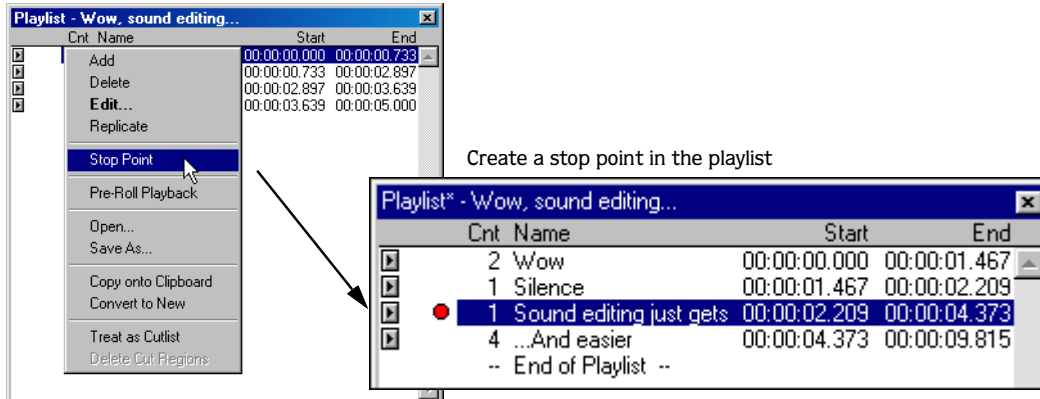 Playlist - Wow, sound editing...
Cnt Name Start End
00:00:00.000 00:00:00.733
00:00:00.733 00:00:02.897
00:00:02.897 00:00:03.639
00:00:03.639 00:00:05.000
Add
Delete
Edit...
Replicate
Stop Point
Pre-Roll Playback
Open...
Save As...
Copy onto Clipboard
Convert to New
Treat as Cutlist
Delete Cut Regions
Create a stop point in the playlist
Playlist* - Wow, sound editing...
Cnt Name Start End
2 Wow 00:00:00.000 00:00:01.467
1 Silence 00:00:01.467 00:00:02.209
1 Sound editing just gets 00:00:02.209 00:00:04.373
4 ...And easier 00:00:04.373 00:00:09.815
-- End of Playlist --